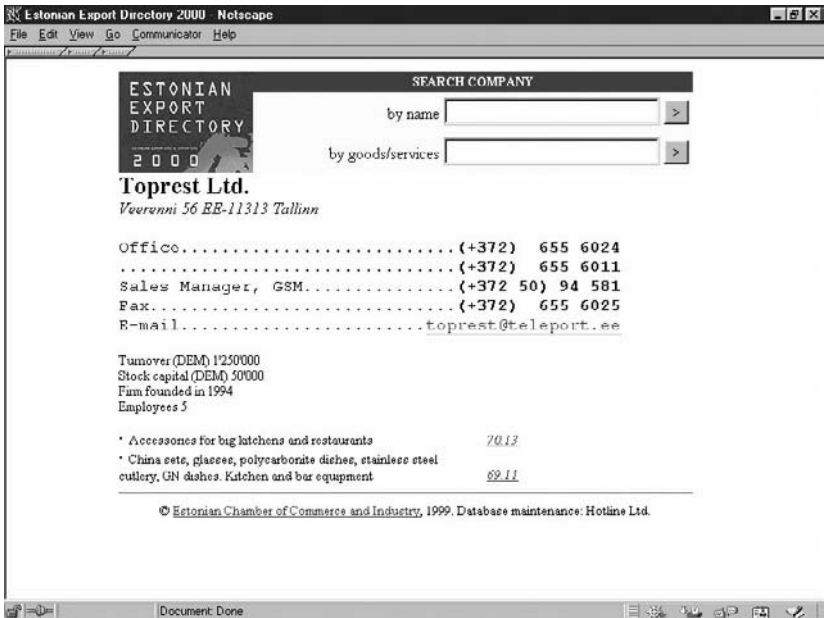 Estonian Export Directory 2000 - Netscape
File Edit View Go Communicator Help
ESTONIAN
EXPORT
DIRECTORY
2000
SEARCH COMPANY
by name >
by goods/services >
Toprest Ltd.
Veerenni 56 EE-11313 Tallinn
Office...........................(+372) 655 6024
.................................(+372) 655 6011
Sales Manager, GSM...............(+372 50) 94 581
Fax..............................(+372) 655 6025
E-mail........................toprest@teleport.ee
Turnover (DEM) 1'250'000
Stock capital (DEM) 50'000
Firm founded in 1994
Employees 5
* Accessories for big kitchens and restaurants 70.13
* China sets, glasses, polycarbonite dishes, stainless steel
cutlery, GN dishes. Kitchen and bar equipment 69.11
© Estonian Chamber of Commerce and Industry, 1999. Database maintenance: Hotline Ltd.
Document: Done